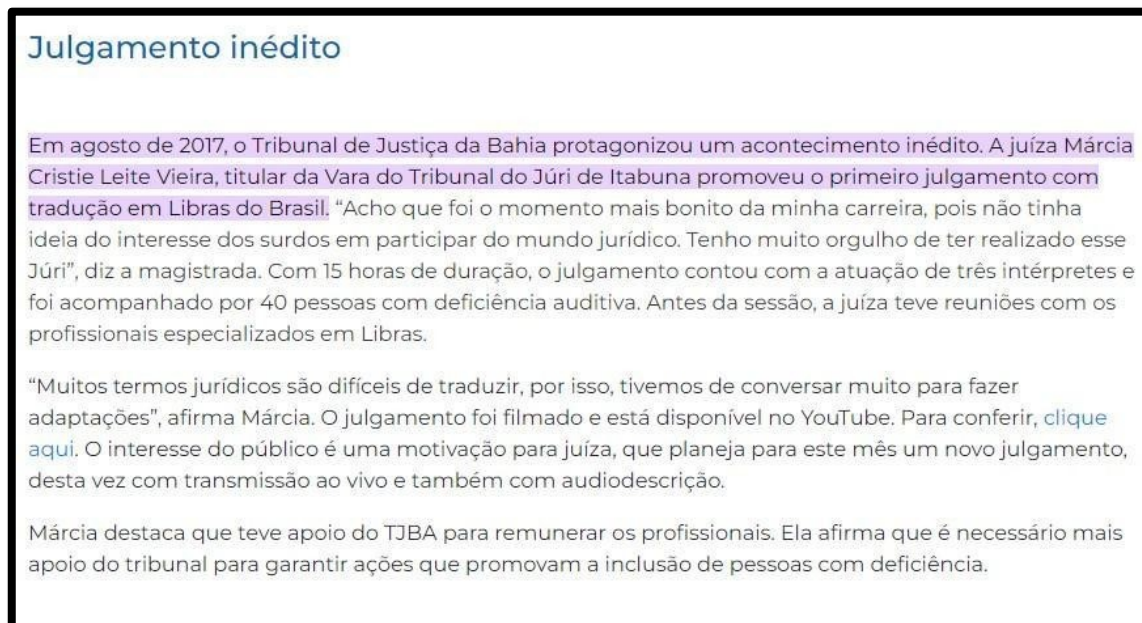 Julgamento inédito
Em agosto de 2017, o Tribunal de Justiça da Bahia protagonizou um acontecimento inédito. A juíza Márcia
Cristie Leite Vieira, titular da Vara do Tribunal do Júri de Itabuna promoveu o primeiro julgamento com
tradução em Libras do Brasil. “Acho que foi o momento mais bonito da minha carreira, pois não tinha
ideia do interesse dos surdos em participar do mundo jurídico. Tenho muito orgulho de ter realizado esse
Júri”, diz a magistrada. Com 15 horas de duração, o julgamento contou com a atuação de três intérpretes e
foi acompanhado por 40 pessoas com deficiência auditiva. Antes da sessão, a juíza teve reuniões com os
profissionais especializados em Libras.
“Muitos termos jurídicos são difíceis de traduzir, por isso, tivemos de conversar muito para fazer
adaptações”, afirma Márcia. O julgamento foi filmado e está disponível no YouTube. Para conferir, clique
aqui. O interesse do público é uma motivação para juíza, que planeja para este mês um novo julgamento,
desta vez com transmissão ao vivo e também com audiodescrição.
Márcia destaca que teve apoio do TJBA para remunerar os profissionais. Ela afirma que é necessário mais
apoio do tribunal para garantir ações que promovam a inclusão de pessoas com deficiência.